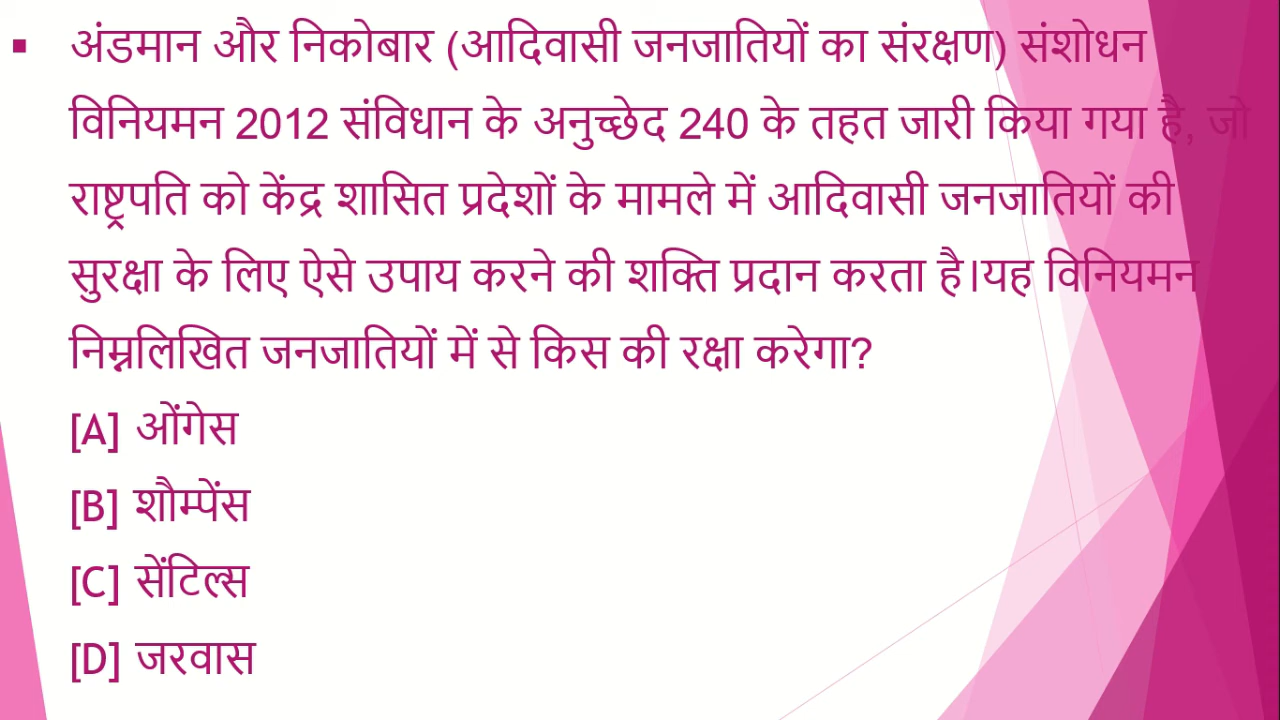 ▪ अंडमान और निकोबार (आदिवासी जनजातियों का संरक्षण) संशोधन
विनियमन 2012 संविधान के अनुच्छेद 240 के तहत जारी किया गया है, जो
राष्ट्रपति को केंद्र शासित प्रदेशों के मामले में आदिवासी जनजातियों की
सुरक्षा के लिए ऐसे उपाय करने की शक्ति प्रदान करता है।यह विनियमन
निम्नलिखित जनजातियों में से किस की रक्षा करेगा?
[A] ओंगेस
[B] शौम्पेंस
[C] सेंटिल्स
[D] जरवास